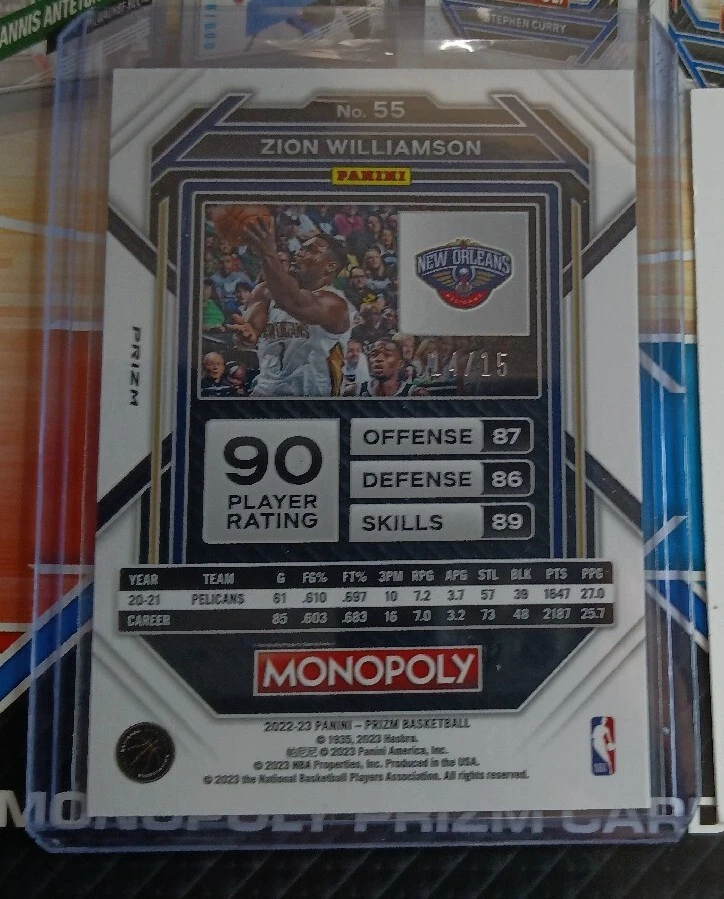 ANNIS ANTETO
STEPHEN CURRY
No. 55
ZION WILLIAMSON
PANINI
NEW ORLEANS
PELICANS
14/15
PRIZM
90
PLAYER
RATING
OFFENSE 87
DEFENSE 86
SKILLS 89
YEAR TEAM G FG% FT% 3PM RPG APG STL BLK PTS PPG
20-21 PELICANS 61 .610 .697 10 7.2 3.7 57 39 1647 27.0
CAREER 85 .603 .683 16 7.0 3.2 73 48 2187 25.7
MONOPOLY
2022-23 PANINI – PRIZM BASKETBALL
© 1935, 2023 Hasbro.
帕尼尼 © 2023 Panini America, Inc.
© 2023 NBA Properties, Inc. Produced in the USA.
© 2023 the National Basketball Players Association. All rights reserved.
MONOPOLY PRIZM CAR